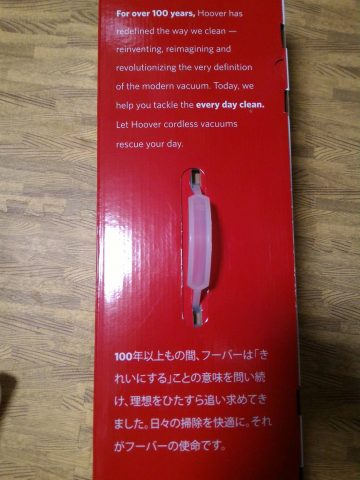 For over 100 years, Hoover has
redefined the way we clean —
reinventing, reimagining and
revolutionizing the very definition
of the modern vacuum. Today, we
help you tackle the every day clean.
Let Hoover cordless vacuums
rescue your day.
100年以上もの間、フーバーは「き
れいにする」ことの意味を問い続
け、理想をひたすら追い求めてき
ました。日々の掃除を快適に。それ
がフーバーの使命です。